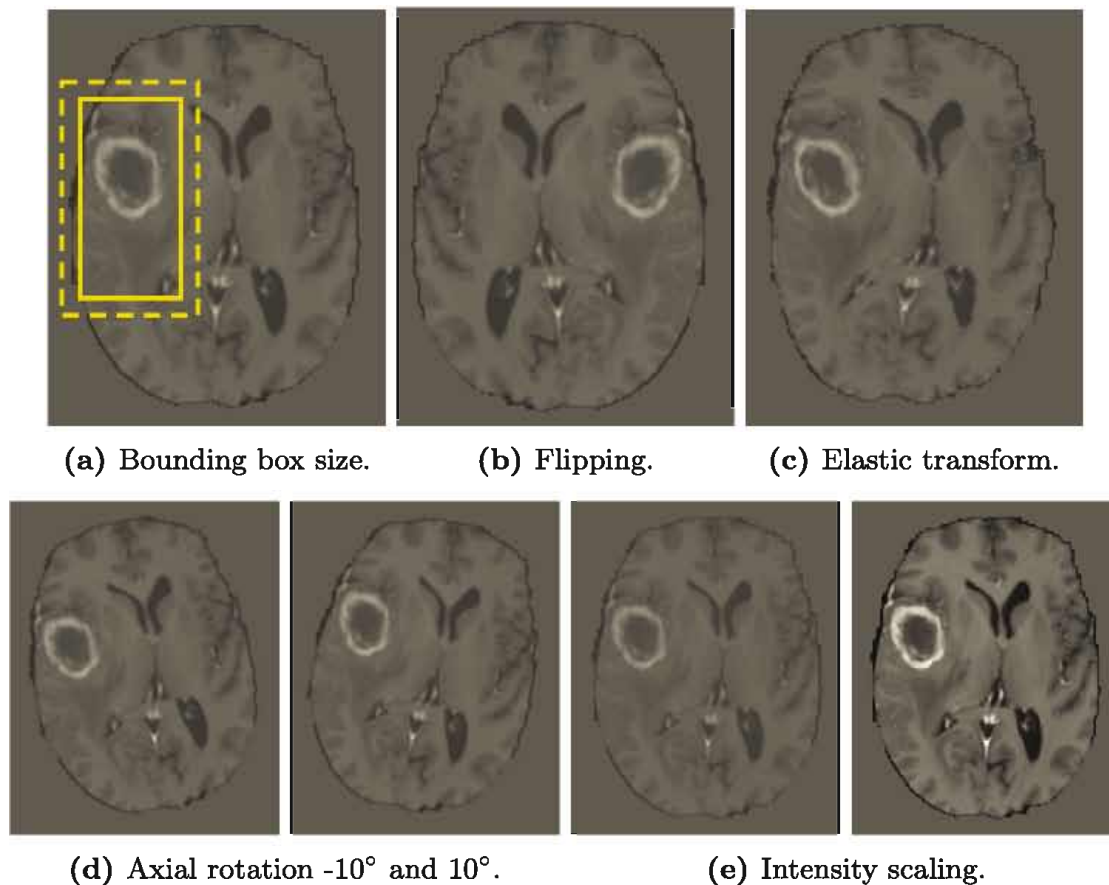 (a) Bounding box size.
(b) Flipping.
(c) Elastic transform.
(d) Axial rotation -10° and 10°.
(e) Intensity scaling.